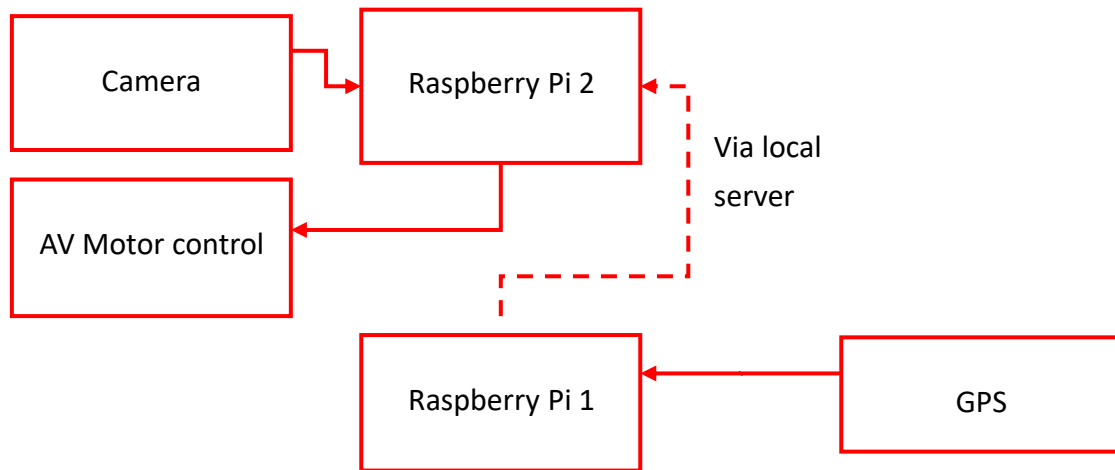 Camera
Raspberry Pi 2
Via local
server
AV Motor control
Raspberry Pi 1
GPS